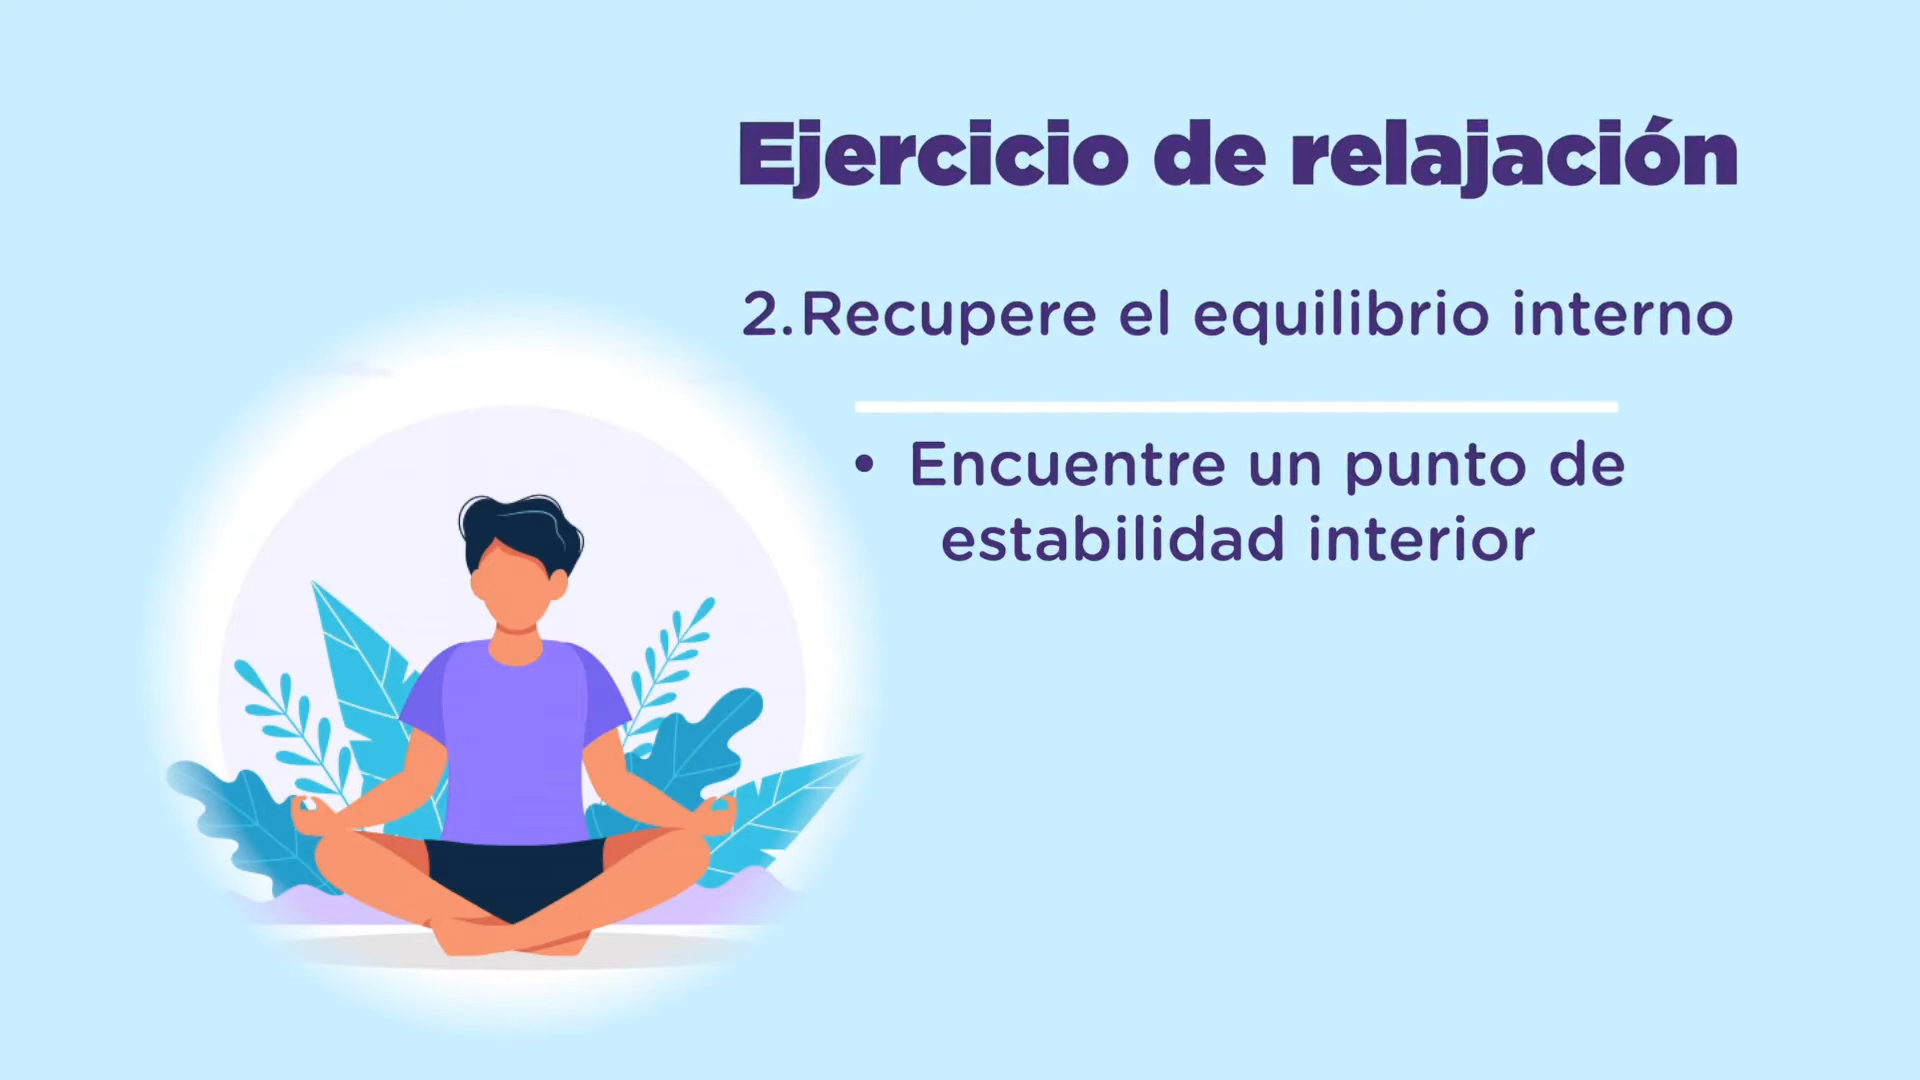 Ejercicio de relajación
2.Recupere el equilibrio interno
• Encuentre un punto de
estabilidad interior